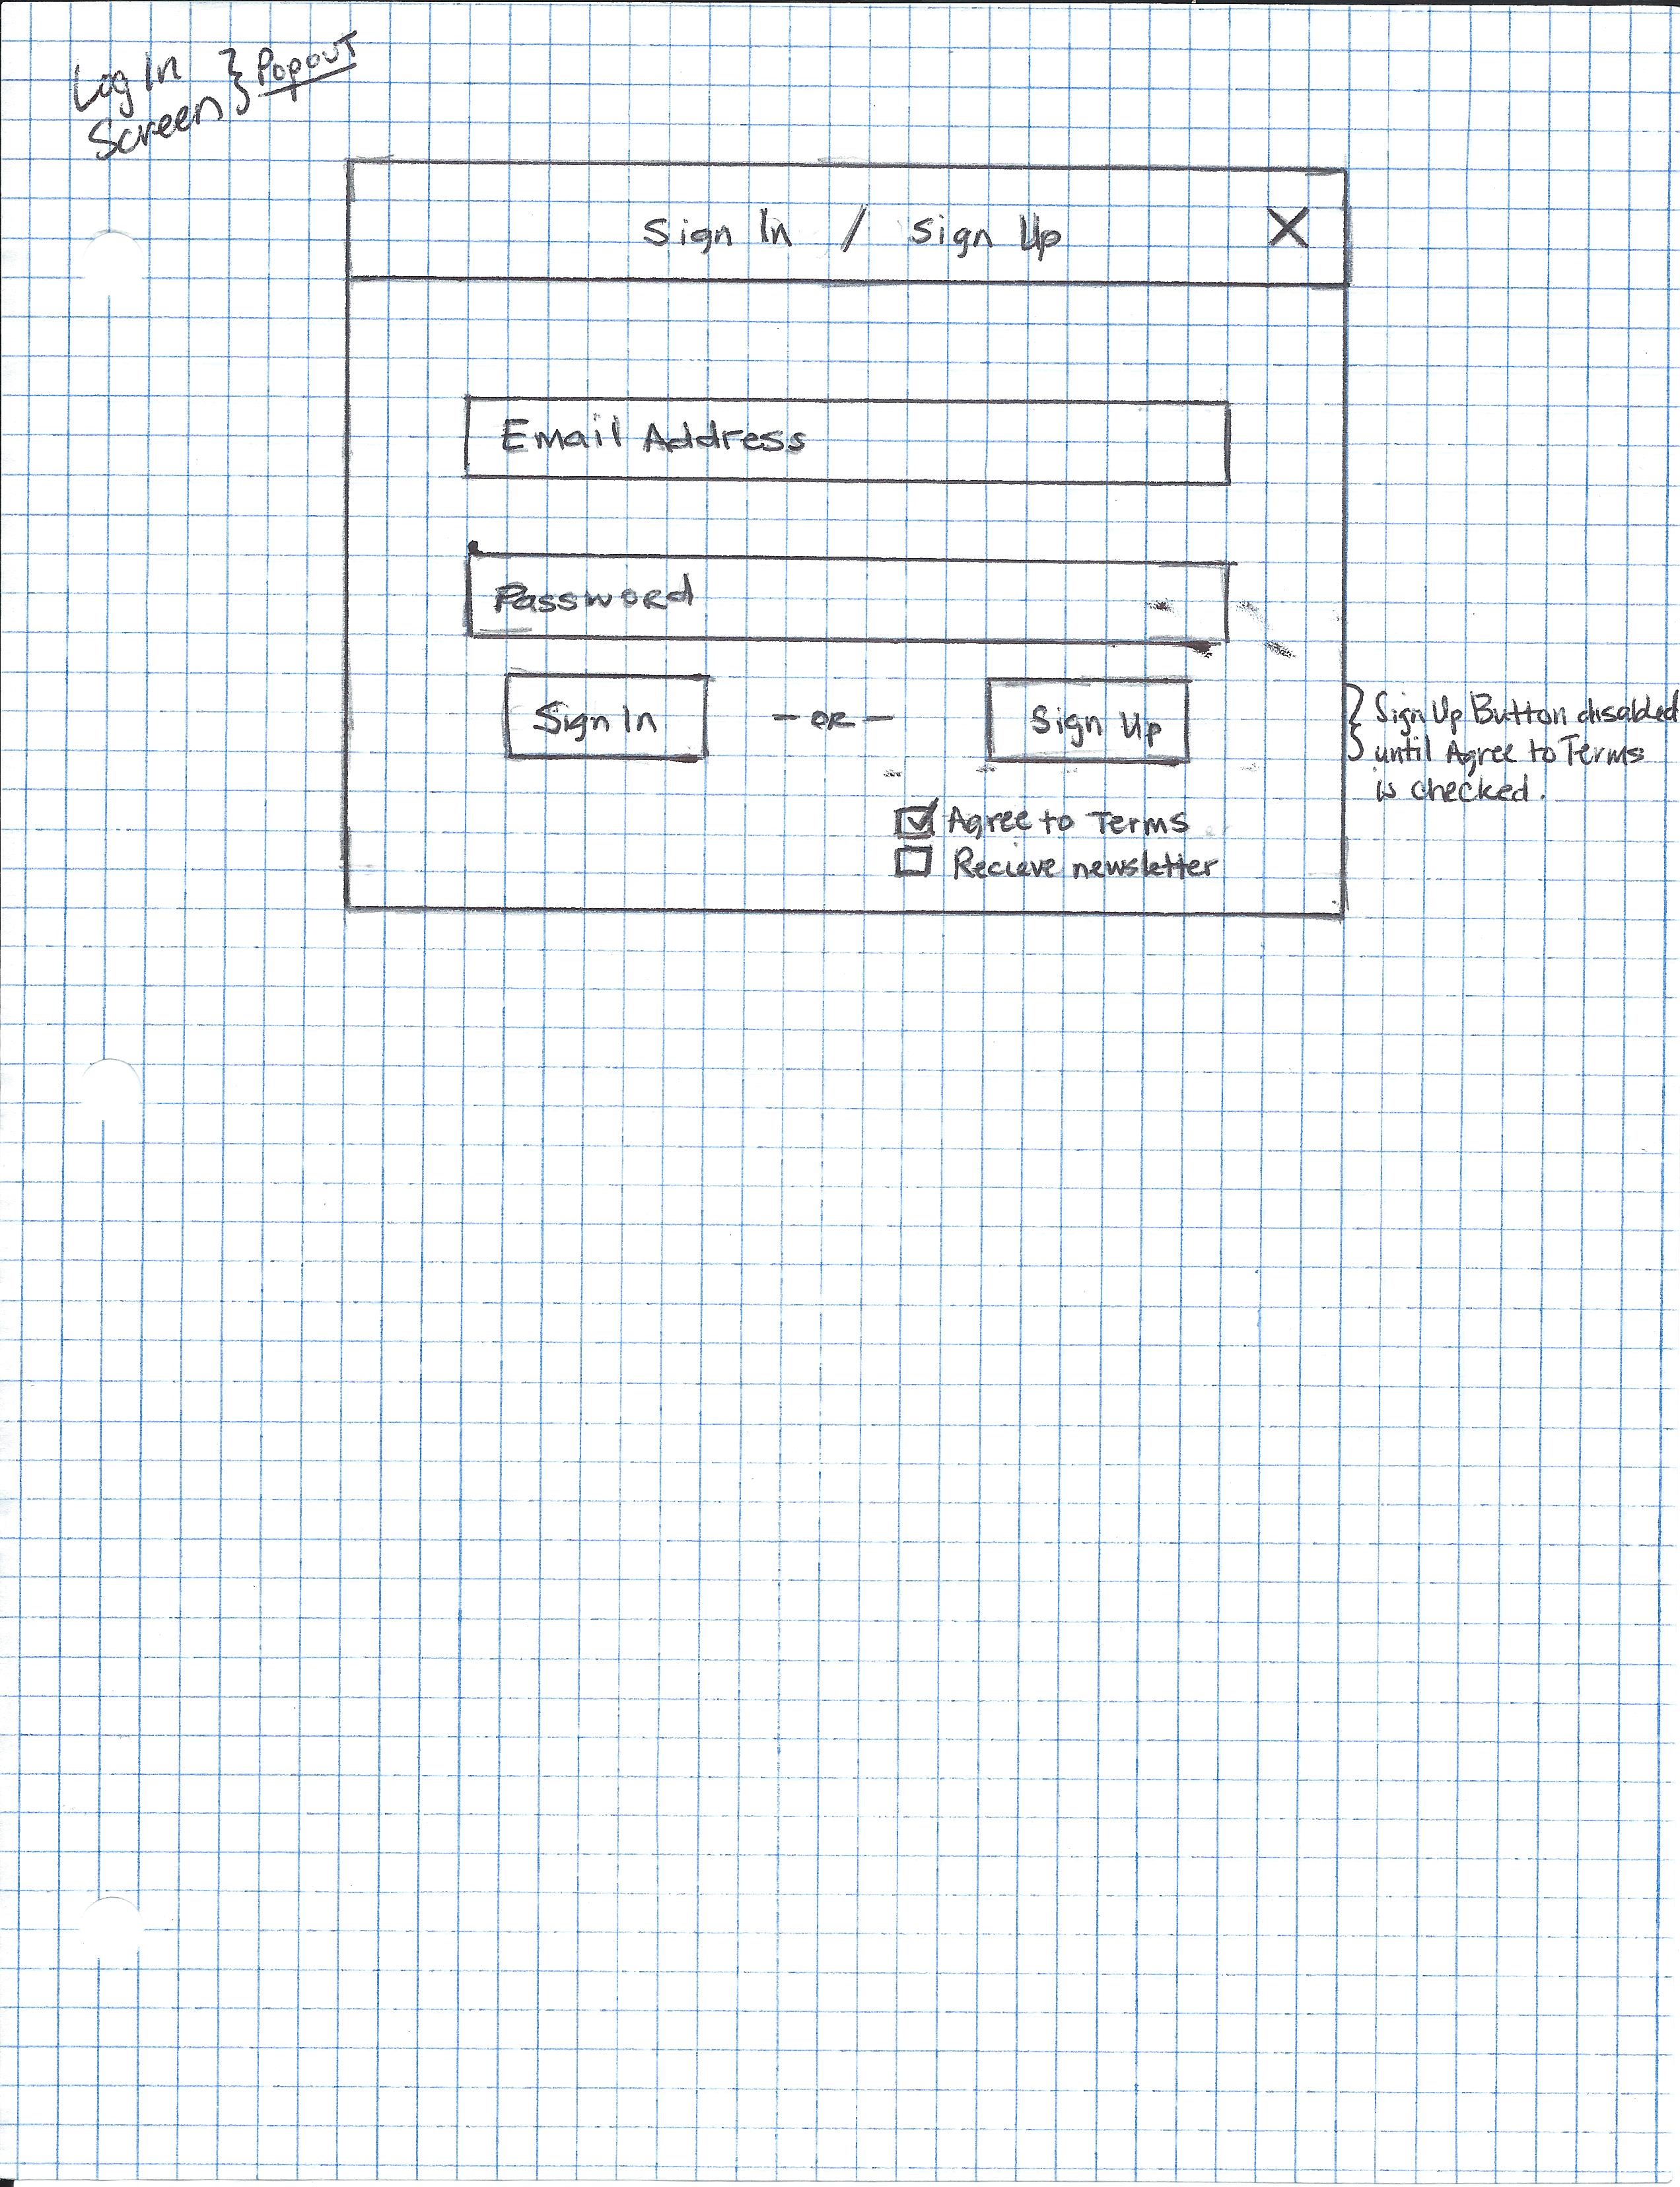 Log In
Screen } Popout
Sign In / Sign Up X
Email Address
Password
Sign In - OR - Sign Up
} Sign Up Button disabled
until Agree to Terms
is checked.
Agree to Terms
Recieve newsletter